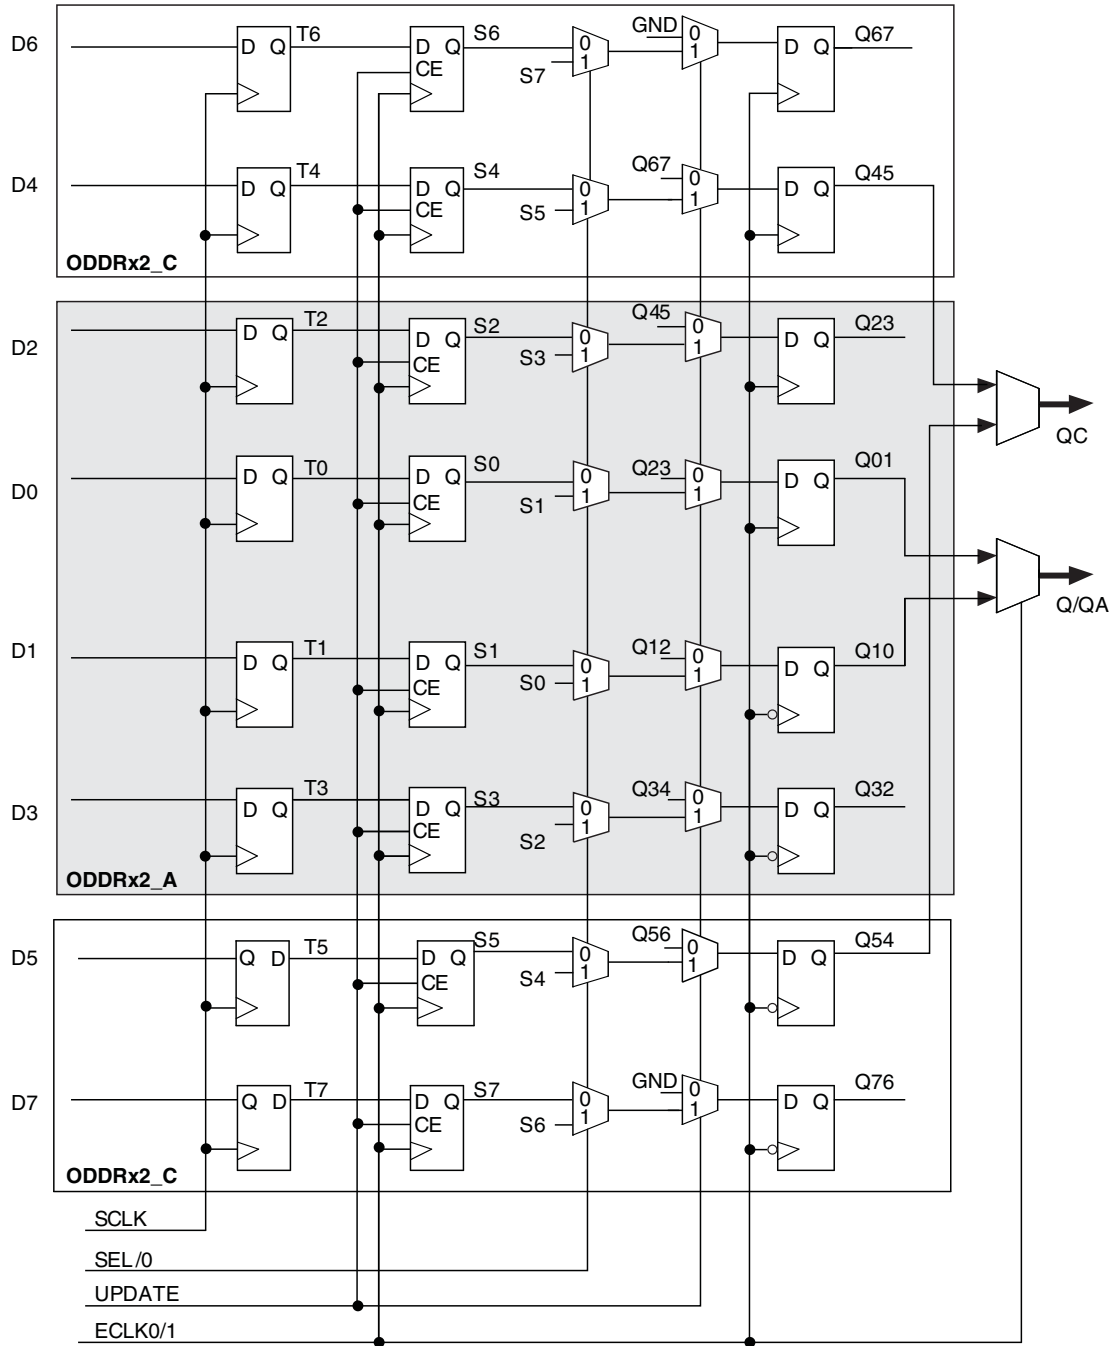 D6 D Q T6 D Q CE S6 S7 0 1 GND 0 1 D Q Q67
D4 D Q T4 D Q CE S4 S5 0 1 Q67 0 1 D Q Q45
ODDRx2_C
D2 D Q T2 D Q CE S2 S3 0 1 Q45 0 1 D Q Q23
QC
D0 D Q T0 D Q CE S0 S1 0 1 Q23 0 1 D Q Q01
Q/QA
D1 D Q T1 D Q CE S1 S0 0 1 Q12 0 1 D Q Q10
D3 D Q T3 D Q CE S3 S2 0 1 Q34 0 1 D Q Q32
ODDRx2_A
D5 Q D T5 D Q CE S5 S4 0 1 Q56 0 1 D Q Q54
D7 Q D T7 D Q CE S7 S6 0 1 GND 0 1 D Q Q76
ODDRx2_C
SCLK
SEL/0
UPDATE
ECLK0/1